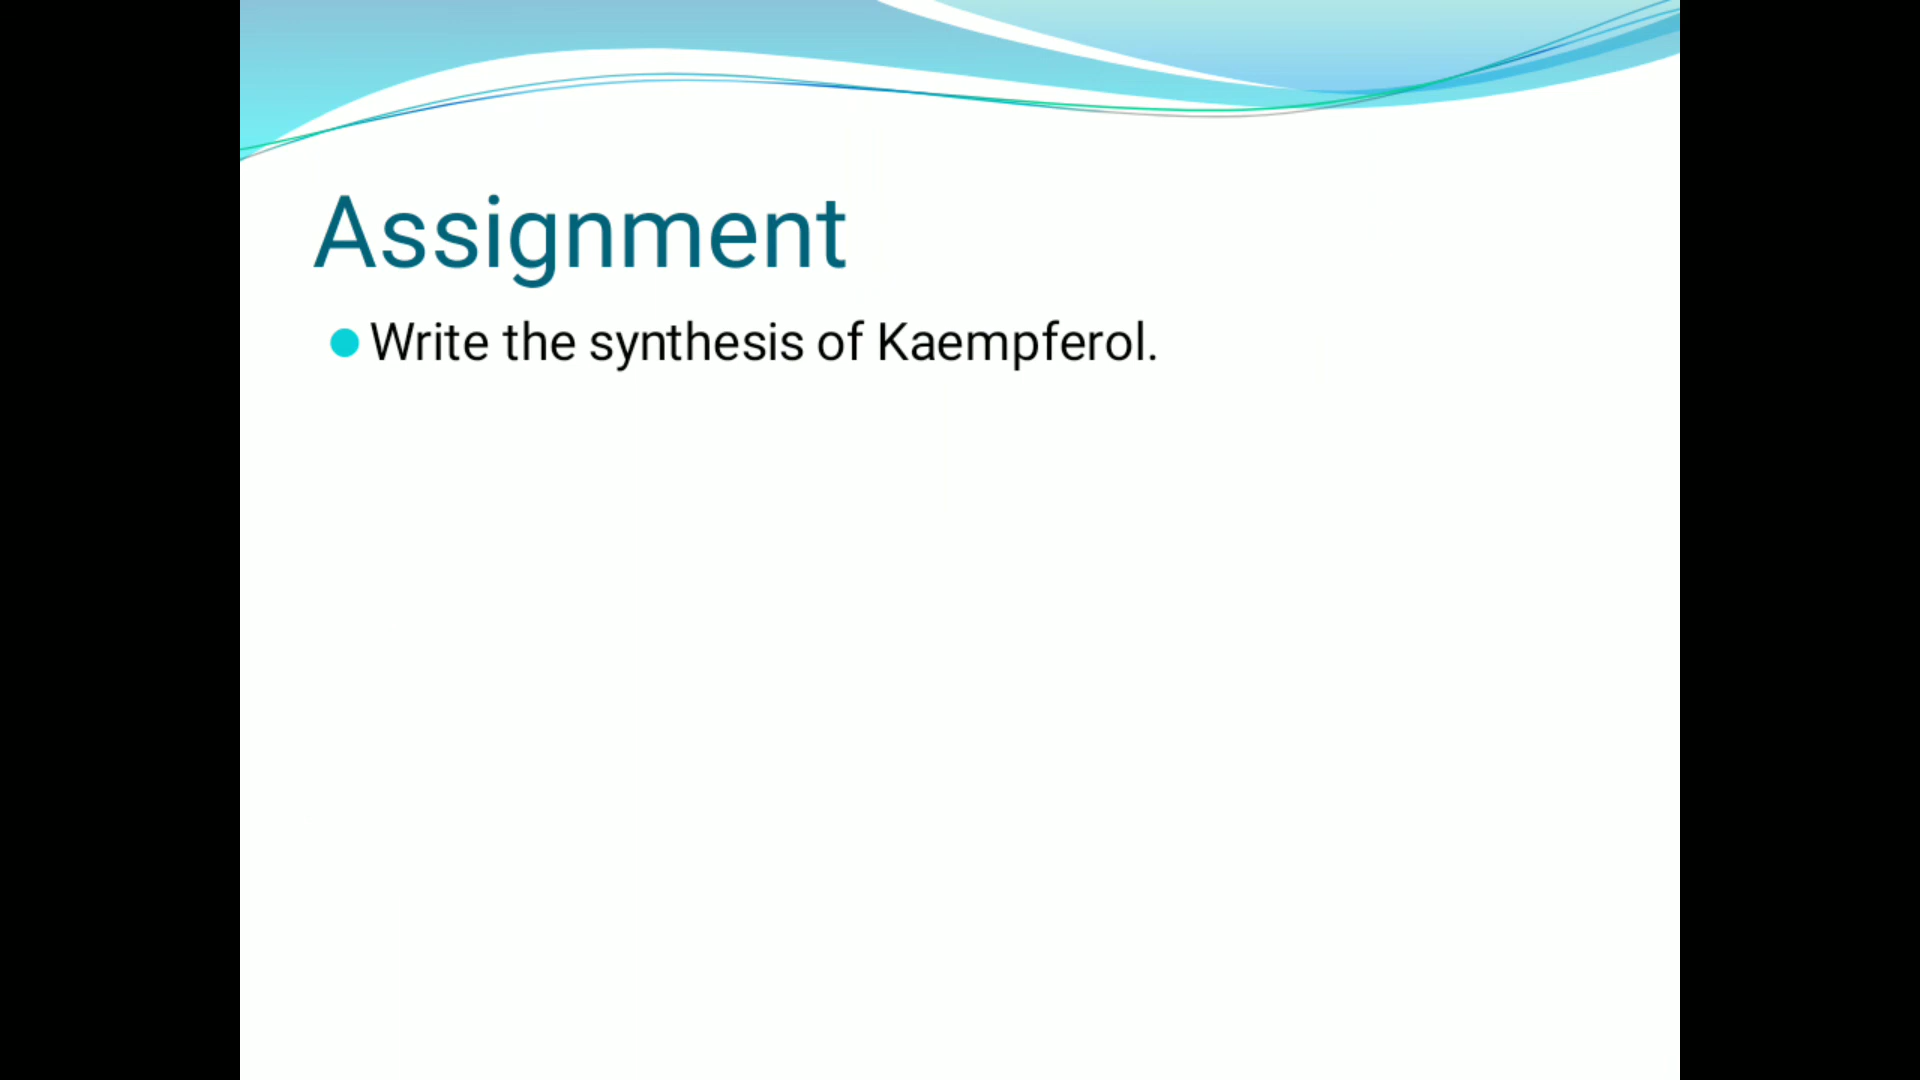 Assignment
Write the synthesis of Kaempferol.